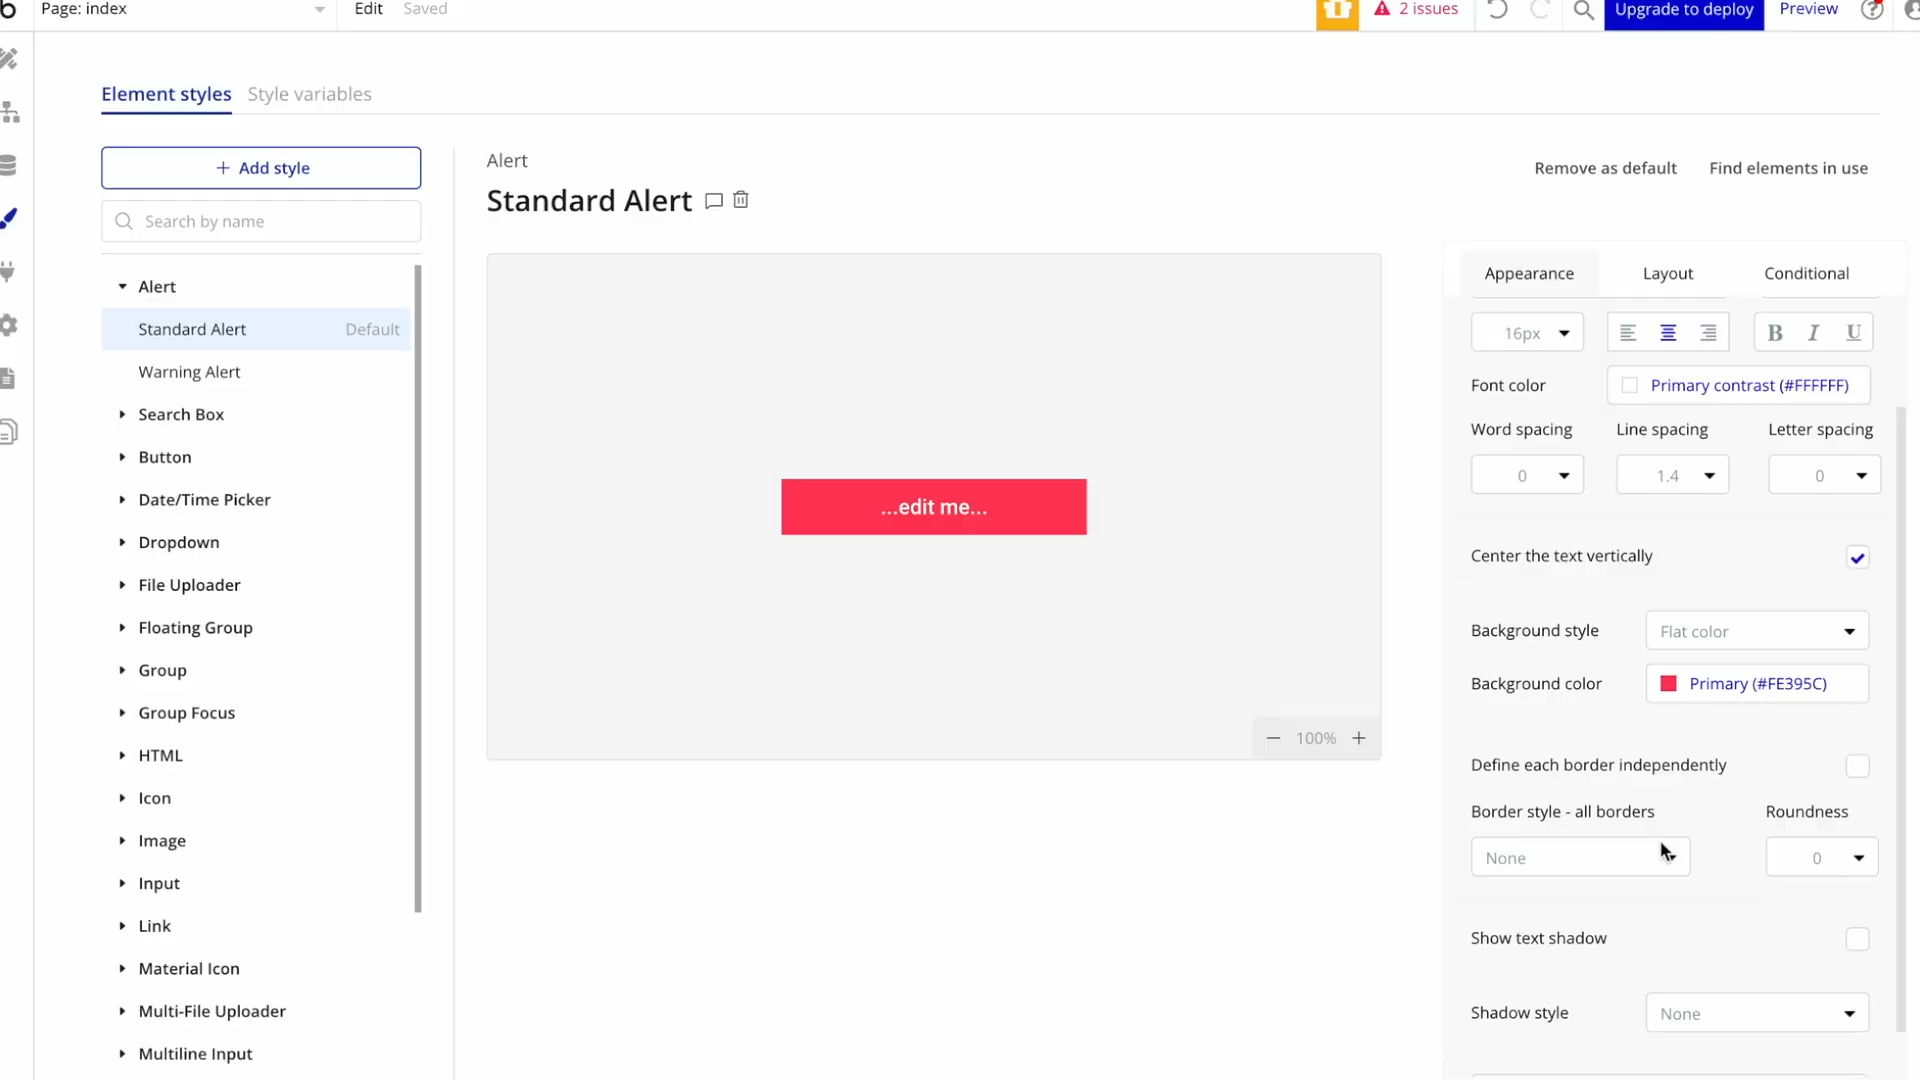 b Page: index Edit Saved 2 issues Upgrade to deploy Preview ?
Element styles Style variables
+ Add style
Search by name
Alert
Standard Alert Default
Warning Alert
Search Box
Button
Date/Time Picker
Dropdown
File Uploader
Floating Group
Group
Group Focus
HTML
Icon
Image
Input
Link
Material Icon
Multi-File Uploader
Multiline Input
Alert
Standard Alert
Remove as default Find elements in use
...edit me...
100%
Appearance Layout Conditional
16px B I U
Font color Primary contrast (#FFFFFF)
Word spacing Line spacing Letter spacing
0 1.4 0
Center the text vertically
Background style Flat color
Background color Primary (#FE395C)
Define each border independently
Border style - all borders Roundness
None 0
Show text shadow
Shadow style None